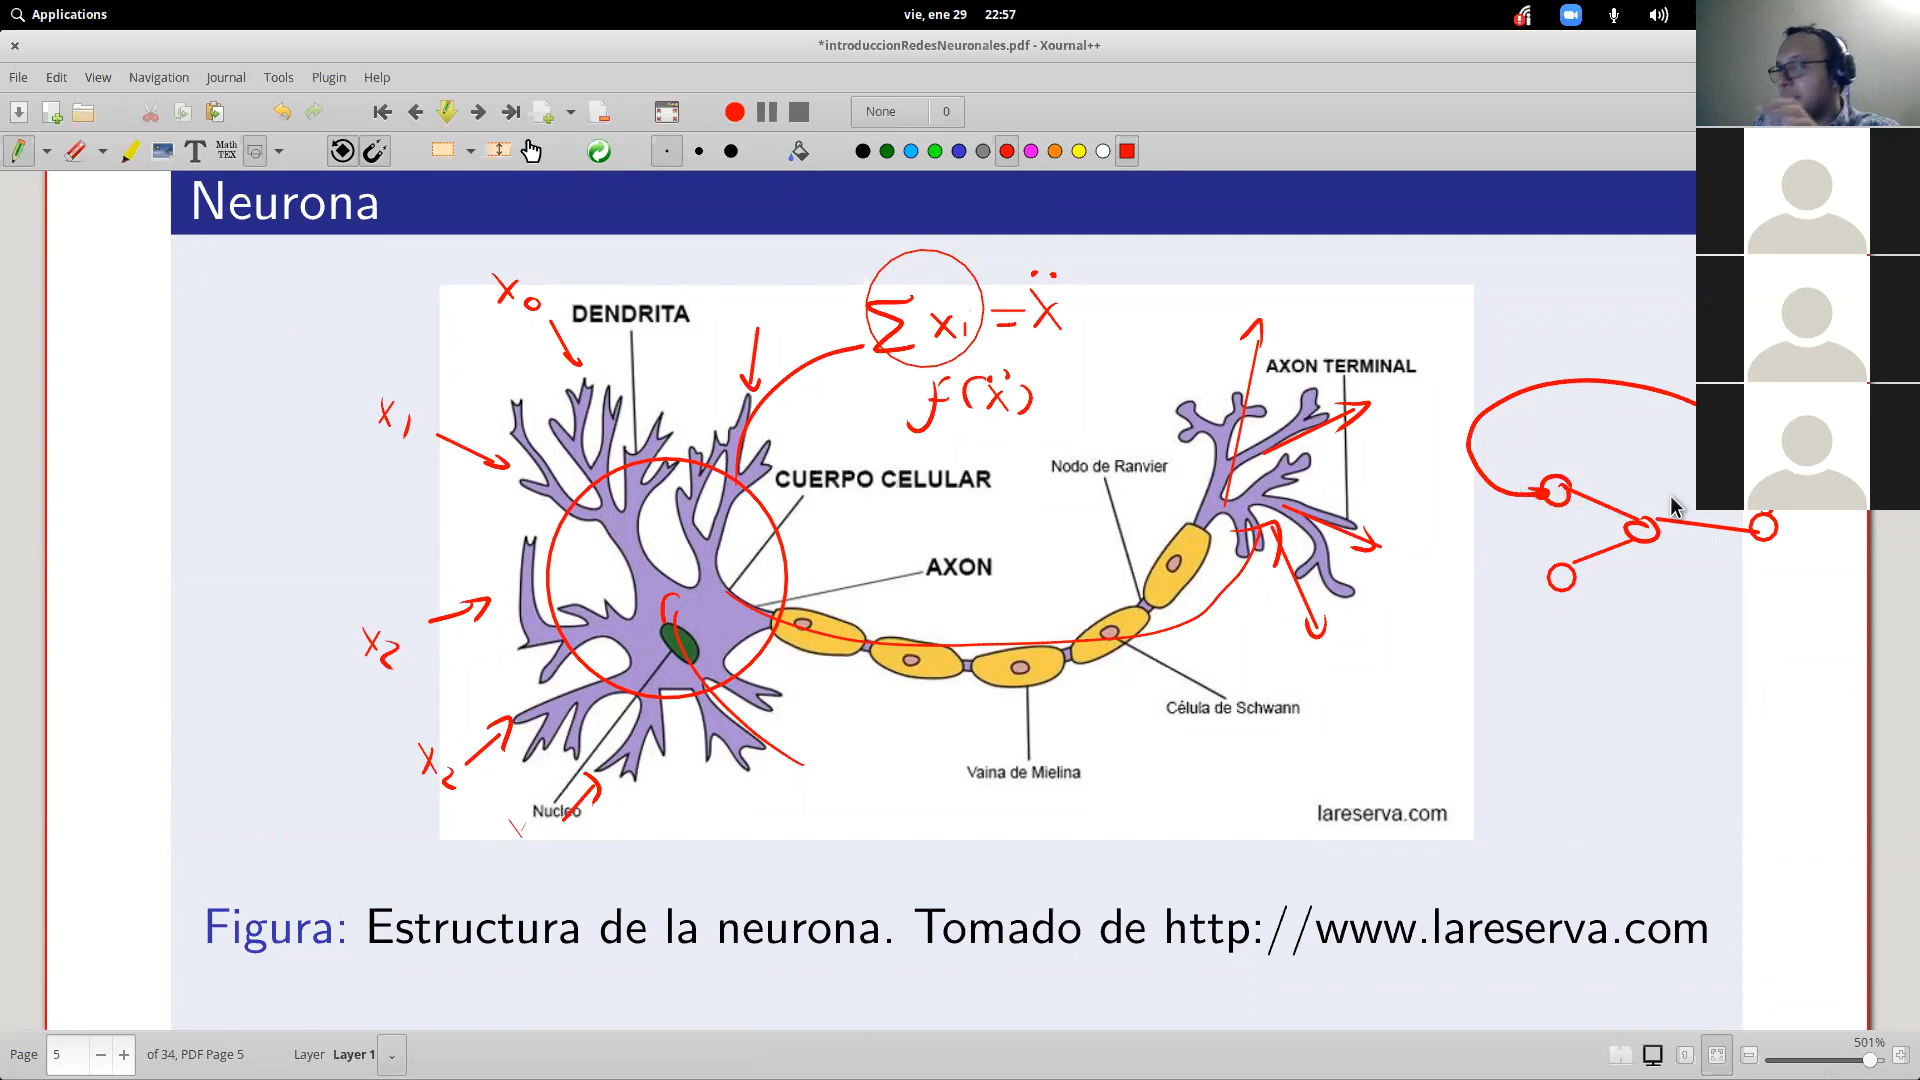 Applications
vie, ene 29 22:57
*introduccionRedesNeuronales.pdf - Xournal++
File Edit View Navigation Journal Tools Plugin Help
None 0
Math
TEX
Neurona
x0
DENDRITA
∑ xi = ẍ
f(ẍ)
x1
AXON TERMINAL
Nodo de Ranvier
CUERPO CELULAR
AXON
x2
Célula de Schwann
x2
Vaina de Mielina
Nucleo
lareserva.com
Figura: Estructura de la neurona. Tomado de http://www.lareserva.com
Page 5 of 34, PDF Page 5 Layer Layer 1
501%